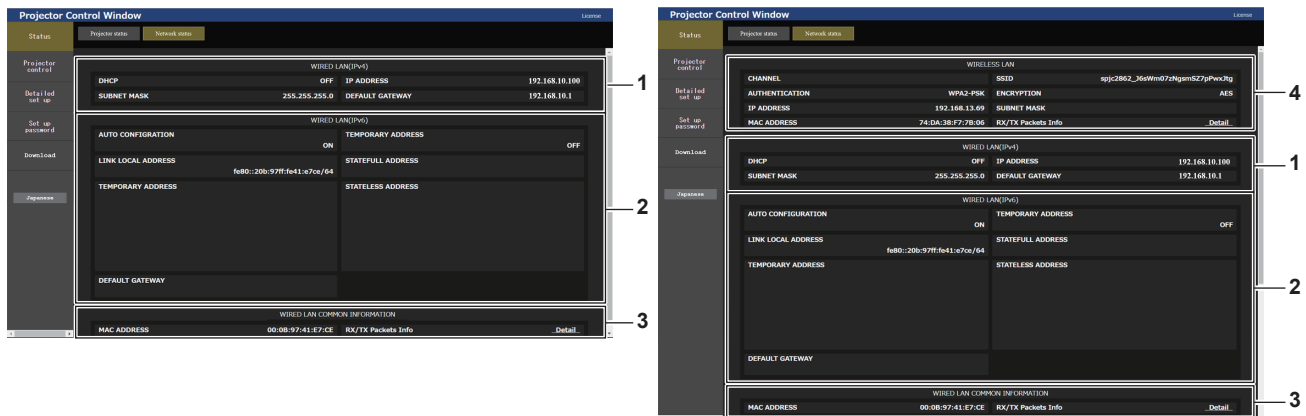 Projector Control Window
License
Status
Projector status
Network status
Projector
control
Detailed
set up
Set up
password
Download
Japanese
WIRED LAN(IPv4)
DHCP OFF IP ADDRESS 192.168.10.100
SUBNET MASK 255.255.255.0 DEFAULT GATEWAY 192.168.10.1
1
WIRED LAN(IPv6)
AUTO CONFIGRATION TEMPORARY ADDRESS
ON OFF
LINK LOCAL ADDRESS STATEFULL ADDRESS
fe80::20b:97ff:fe41:e7ce/64
TEMPORARY ADDRESS STATELESS ADDRESS
DEFAULT GATEWAY
2
WIRED LAN COMMON INFORMATION
MAC ADDRESS 00:0B:97:41:E7:CE RX/TX Packets Info Detail
3
Projector Control Window
License
Status
Projector status
Network status
Projector
control
Detailed
set up
Set up
password
Download
Japanese
WIRELESS LAN
CHANNEL SSID spjc2862_J6sWm07zNgsmSZ7pPwxJtg
AUTHENTICATION WPA2-PSK ENCRYPTION AES
IP ADDRESS 192.168.13.69 SUBNET MASK
MAC ADDRESS 74:DA:38:F7:7B:06 RX/TX Packets Info Detail
4
WIRED LAN(IPv4)
DHCP OFF IP ADDRESS 192.168.10.100
SUBNET MASK 255.255.255.0 DEFAULT GATEWAY 192.168.10.1
1
WIRED LAN(IPv6)
AUTO CONFIGURATION TEMPORARY ADDRESS
ON OFF
LINK LOCAL ADDRESS STATEFULL ADDRESS
fe80::20b:97ff:fe41:e7ce/64
TEMPORARY ADDRESS STATELESS ADDRESS
DEFAULT GATEWAY
2
WIRED LAN COMMON INFORMATION
MAC ADDRESS 00:0B:97:41:E7:CE RX/TX Packets Info Detail
3